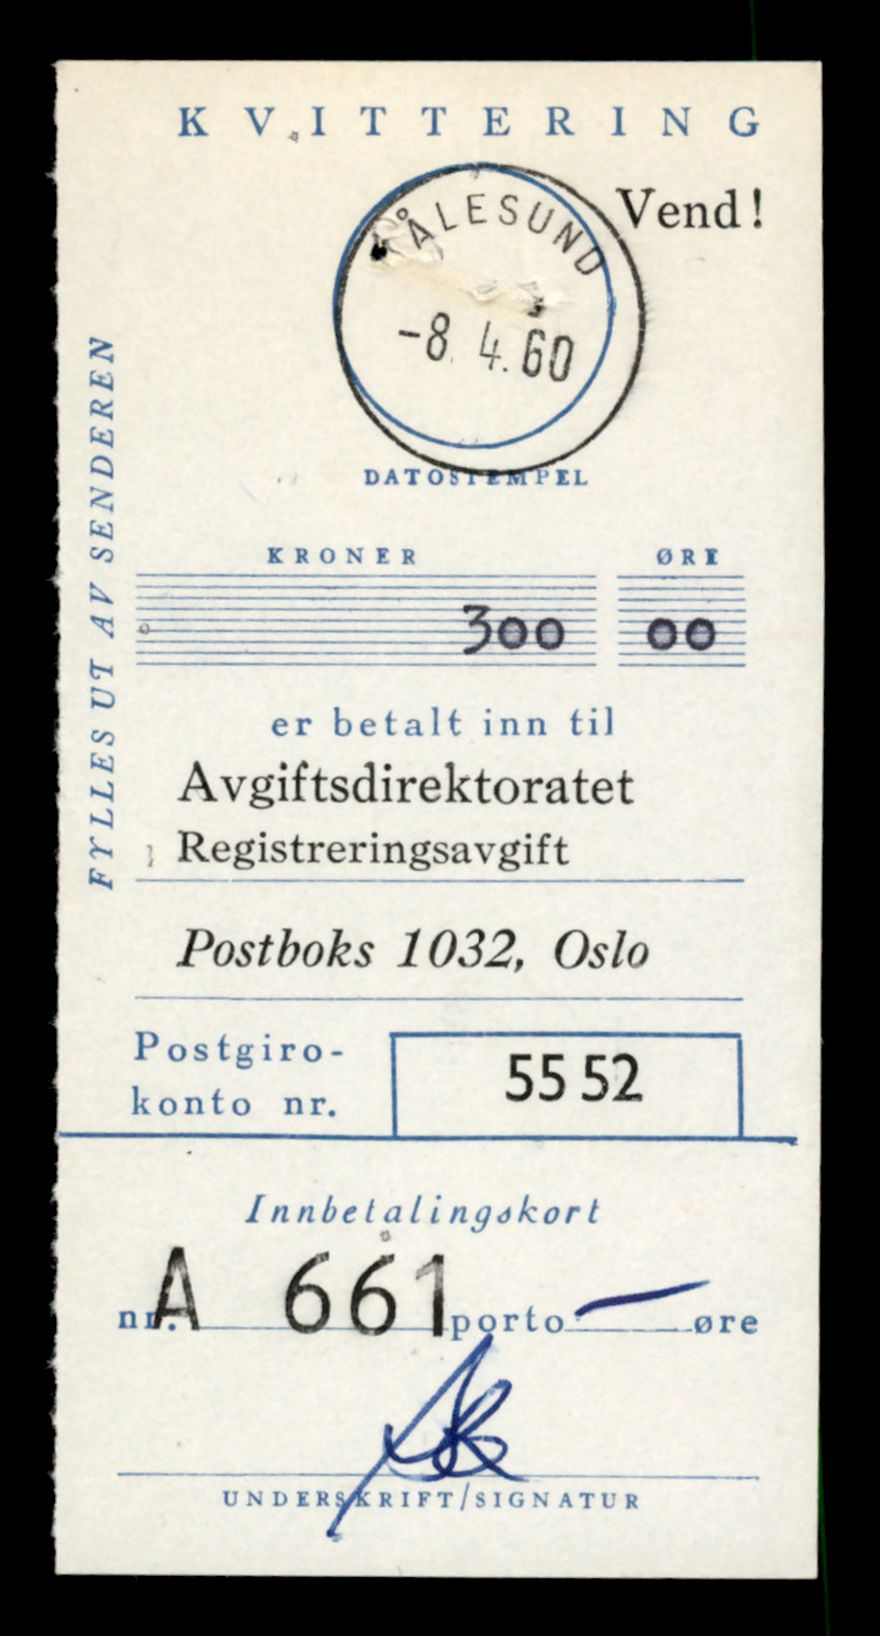 KVITTERING
Vend!
ÅLESUND
-8. 4. 60
DATOSTEMPEL
FYLLES UT AV SENDEREN
KRONER ØRE
300 00
er betalt inn til
Avgiftsdirektoratet
Registreringsavgift
Postboks 1032, Oslo
Postgiro-
konto nr. 55 52
Innbetalingskort
nr. A 661 porto — øre
UNDERSKRIFT/SIGNATUR